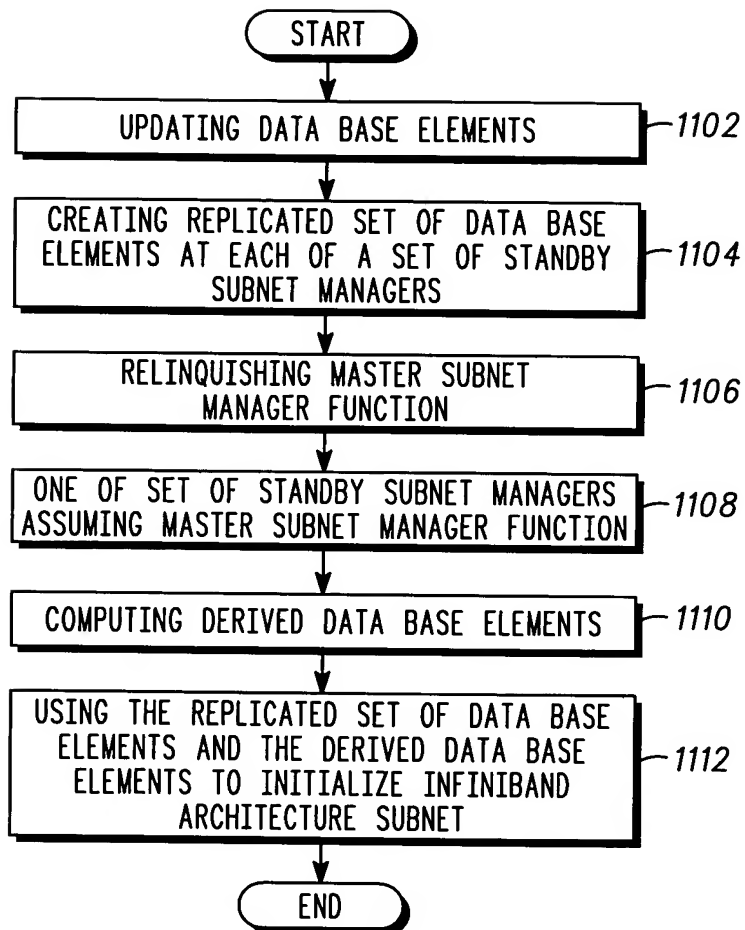 START
UPDATING DATA BASE ELEMENTS
1102
CREATING REPLICATED SET OF DATA BASE
ELEMENTS AT EACH OF A SET OF STANDBY
SUBNET MANAGERS
1104
RELINQUISHING MASTER SUBNET
MANAGER FUNCTION
1106
ONE OF SET OF STANDBY SUBNET MANAGERS
ASSUMING MASTER SUBNET MANAGER FUNCTION
1108
COMPUTING DERIVED DATA BASE ELEMENTS
1110
USING THE REPLICATED SET OF DATA BASE
ELEMENTS AND THE DERIVED DATA BASE
ELEMENTS TO INITIALIZE INFINIBAND
ARCHITECTURE SUBNET
1112
END